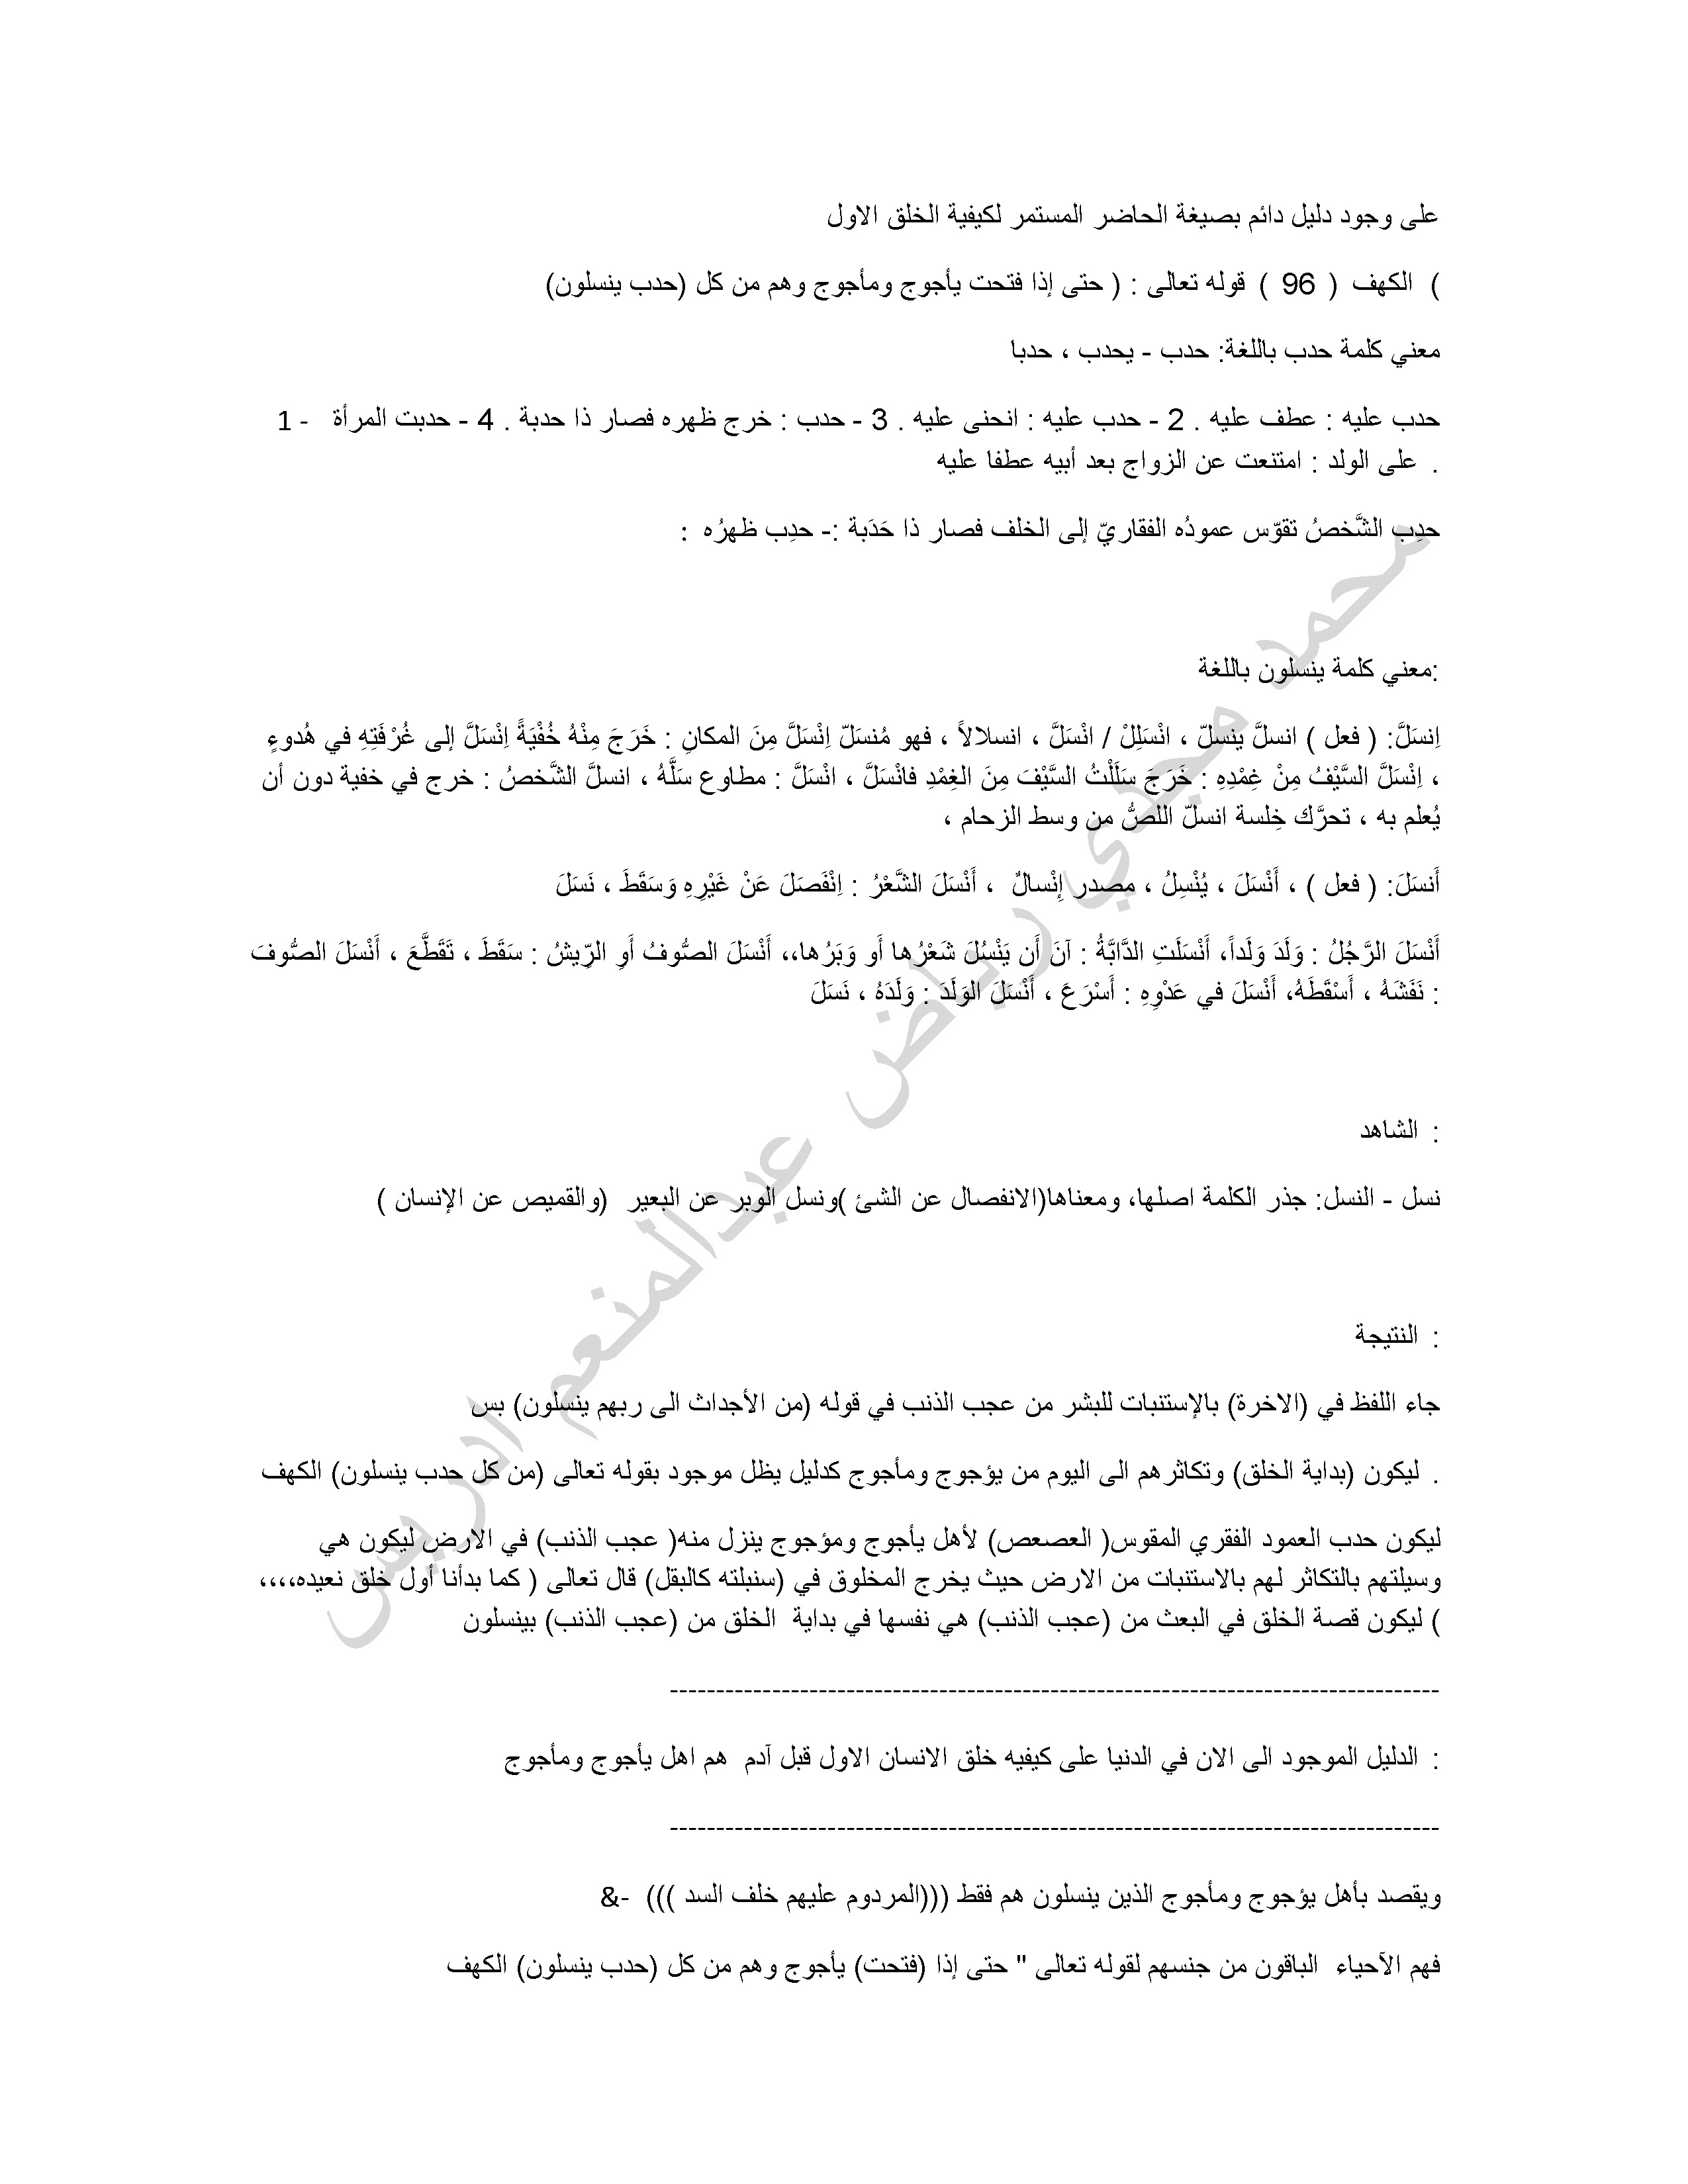 على وجود دليل دائم بصيغة الحاضر المستمر لكيفية الخلق الاول
) الكهف ( 96 ) قوله تعالى : ( حتى إذا فتحت يأجوج ومأجوج وهم من كل (حدب ينسلون)
معني كلمة حدب باللغة: حدب - يحدب ، حدبا
حدب عليه : عطف عليه . 2 - حدب عليه : انحنى عليه . 3 - حدب : خرج ظهره فصار ذا حدبة . 4 - حدبت المرأة - 1
. على الولد : امتنعت عن الزواج بعد أبيه عطفا عليه
حدِب الشَّخصُ تقوّس عمودُه الفقاريّ إلى الخلف فصار ذا حَدَبة :- حدِب ظهرُه :
:معني كلمة ينسلون باللغة
اِنسَلَّ: ( فعل ) انسلَّ ينسلّ ، انْسَلِلْ / انْسَلَّ ، انسلالاً ، فهو مُنسَلّ اِنْسَلَّ مِنَ المكانِ : خَرَجَ مِنْهُ خُفْيَةً اِنْسَلَّ إلى غُرْفَتِهِ في هُدوءٍ
، اِنْسَلَّ السَّيْفُ مِنْ غِمْدِهِ : خَرَجَ سَلَلْتُ السَّيْفَ مِنَ الغِمْدِ فانْسَلَّ ، انْسَلَّ : مطاوع سَلَّهُ ، انسلَّ الشَّخصُ : خرج في خفية دون أن
يُعلم به ، تحرَّك خِلسة انسلّ اللصُّ من وسط الزحام ،
أَنسَلَ: ( فعل ) ، أَنْسَلَ ، يُنْسِلُ ، مصدر إِنْسالٌ ، أَنْسَلَ الشَّعْرُ : اِنْفَصَلَ عَنْ غَيْرِهِ وَسَقَطَ ، نَسَلَ
أَنْسَلَ الرَّجُلُ : وَلَدَ وَلَداً، أَنْسَلَتِ الدَّابَّةُ : آنَ أَن يَنْسُلَ شَعْرُها أَو وَبَرُها،، أَنْسَلَ الصُّوفُ أَوِ الرِّيشُ : سَقَطَ ، تَقَطَّعَ ، أَنْسَلَ الصُّوفَ
: نَفَشَهُ ، أَسْقَطَهُ، أَنْسَلَ في عَدْوِهِ : أَسْرَعَ ، أَنْسَلَ الوَلَدَ : وَلَدَهُ ، نَسَلَ
: الشاهد
نسل - النسل: جذر الكلمة اصلها، ومعناها(الانفصال عن الشئ )ونسل الوبر عن البعير (والقميص عن الإنسان )
: النتيجة
جاء اللفظ في (الاخرة) بالإستنبات للبشر من عجب الذنب في قوله (من الأجداث الى ربهم ينسلون) بس
. ليكون (بداية الخلق) وتكاثرهم الى اليوم من يؤجوج ومأجوج كدليل يظل موجود بقوله تعالى (من كل حدب ينسلون) الكهف
ليكون حدب العمود الفقري المقوس( العصعص) لأهل يأجوج ومؤجوج ينزل منه( عجب الذنب) في الارض ليكون هي
وسيلتهم بالتكاثر لهم بالاستنبات من الارض حيث يخرج المخلوق في (سنبلته كالبقل) قال تعالى ( كما بدأنا أول خلق نعيده،،،،
) ليكون قصة الخلق في البعث من (عجب الذنب) هي نفسها في بداية الخلق من (عجب الذنب) بينسلون
-----------------------------------------------------------------------------------
: الدليل الموجود الى الان في الدنيا على كيفيه خلق الانسان الاول قبل آدم هم اهل يأجوج ومأجوج
-----------------------------------------------------------------------------------
ويقصد بأهل يؤجوج ومأجوج الذين ينسلون هم فقط (((المردوم عليهم خلف السد ))) -&
فهم الآحياء الباقون من جنسهم لقوله تعالى " حتى إذا (فتحت) يأجوج وهم من كل (حدب ينسلون) الكهف
محمد مجدي رياض عبدالمنعم ادريس